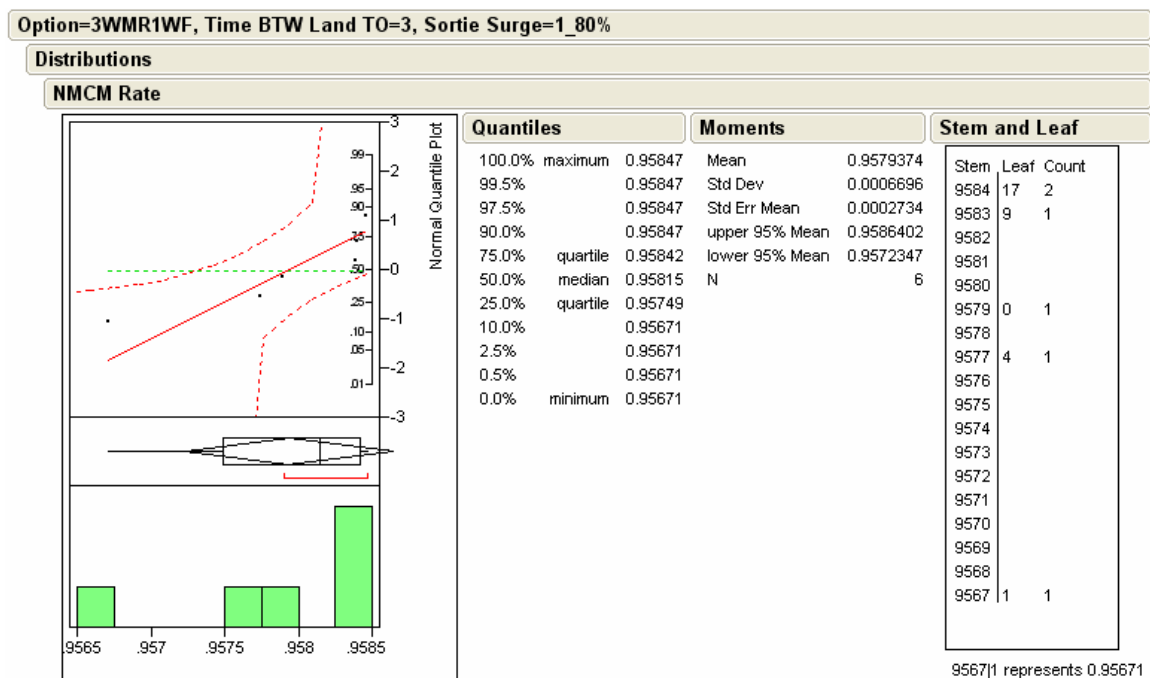 Option=3WMR1WF, Time BTW Land TO=3, Sortie Surge=1_80%
Distributions
NMCM Rate
3
2
1
0
-1
-2
-3
.99
.95
.90
.75
.50
.25
.10
.05
.01
Normal Quantile Plot
.9565 .957 .9575 .958 .9585
Quantiles
100.0% maximum 0.95847
99.5% 0.95847
97.5% 0.95847
90.0% 0.95847
75.0% quartile 0.95842
50.0% median 0.95815
25.0% quartile 0.95749
10.0% 0.95671
2.5% 0.95671
0.5% 0.95671
0.0% minimum 0.95671
Moments
Mean 0.9579374
Std Dev 0.0006696
Std Err Mean 0.0002734
upper 95% Mean 0.9586402
lower 95% Mean 0.9572347
N 6
Stem and Leaf
Stem Leaf Count
9584 17 2
9583 9 1
9582
9581
9580
9579 0 1
9578
9577 4 1
9576
9575
9574
9573
9572
9571
9570
9569
9568
9567 1 1
9567|1 represents 0.95671